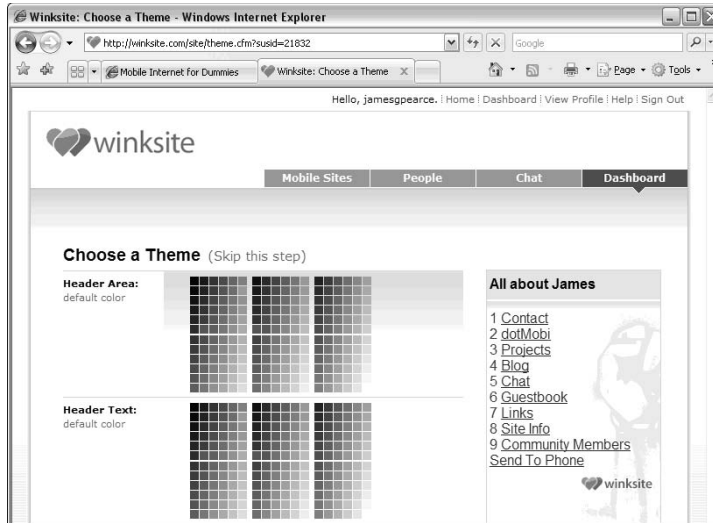 Winksite: Choose a Theme - Windows Internet Explorer
http://winksite.com/site/theme.cfm?susid=21832
Google
Mobile Internet for Dummies
Winksite: Choose a Theme X
Page
Tools
Hello, jamesgpearce. | Home | Dashboard | View Profile | Help | Sign Out
winksite
Mobile Sites People Chat Dashboard
Choose a Theme (Skip this step)
Header Area:
default color
Header Text:
default color
All about James
1 Contact
2 dotMobi
3 Projects
4 Blog
5 Chat
6 Guestbook
7 Links
8 Site Info
9 Community Members
Send To Phone
winksite